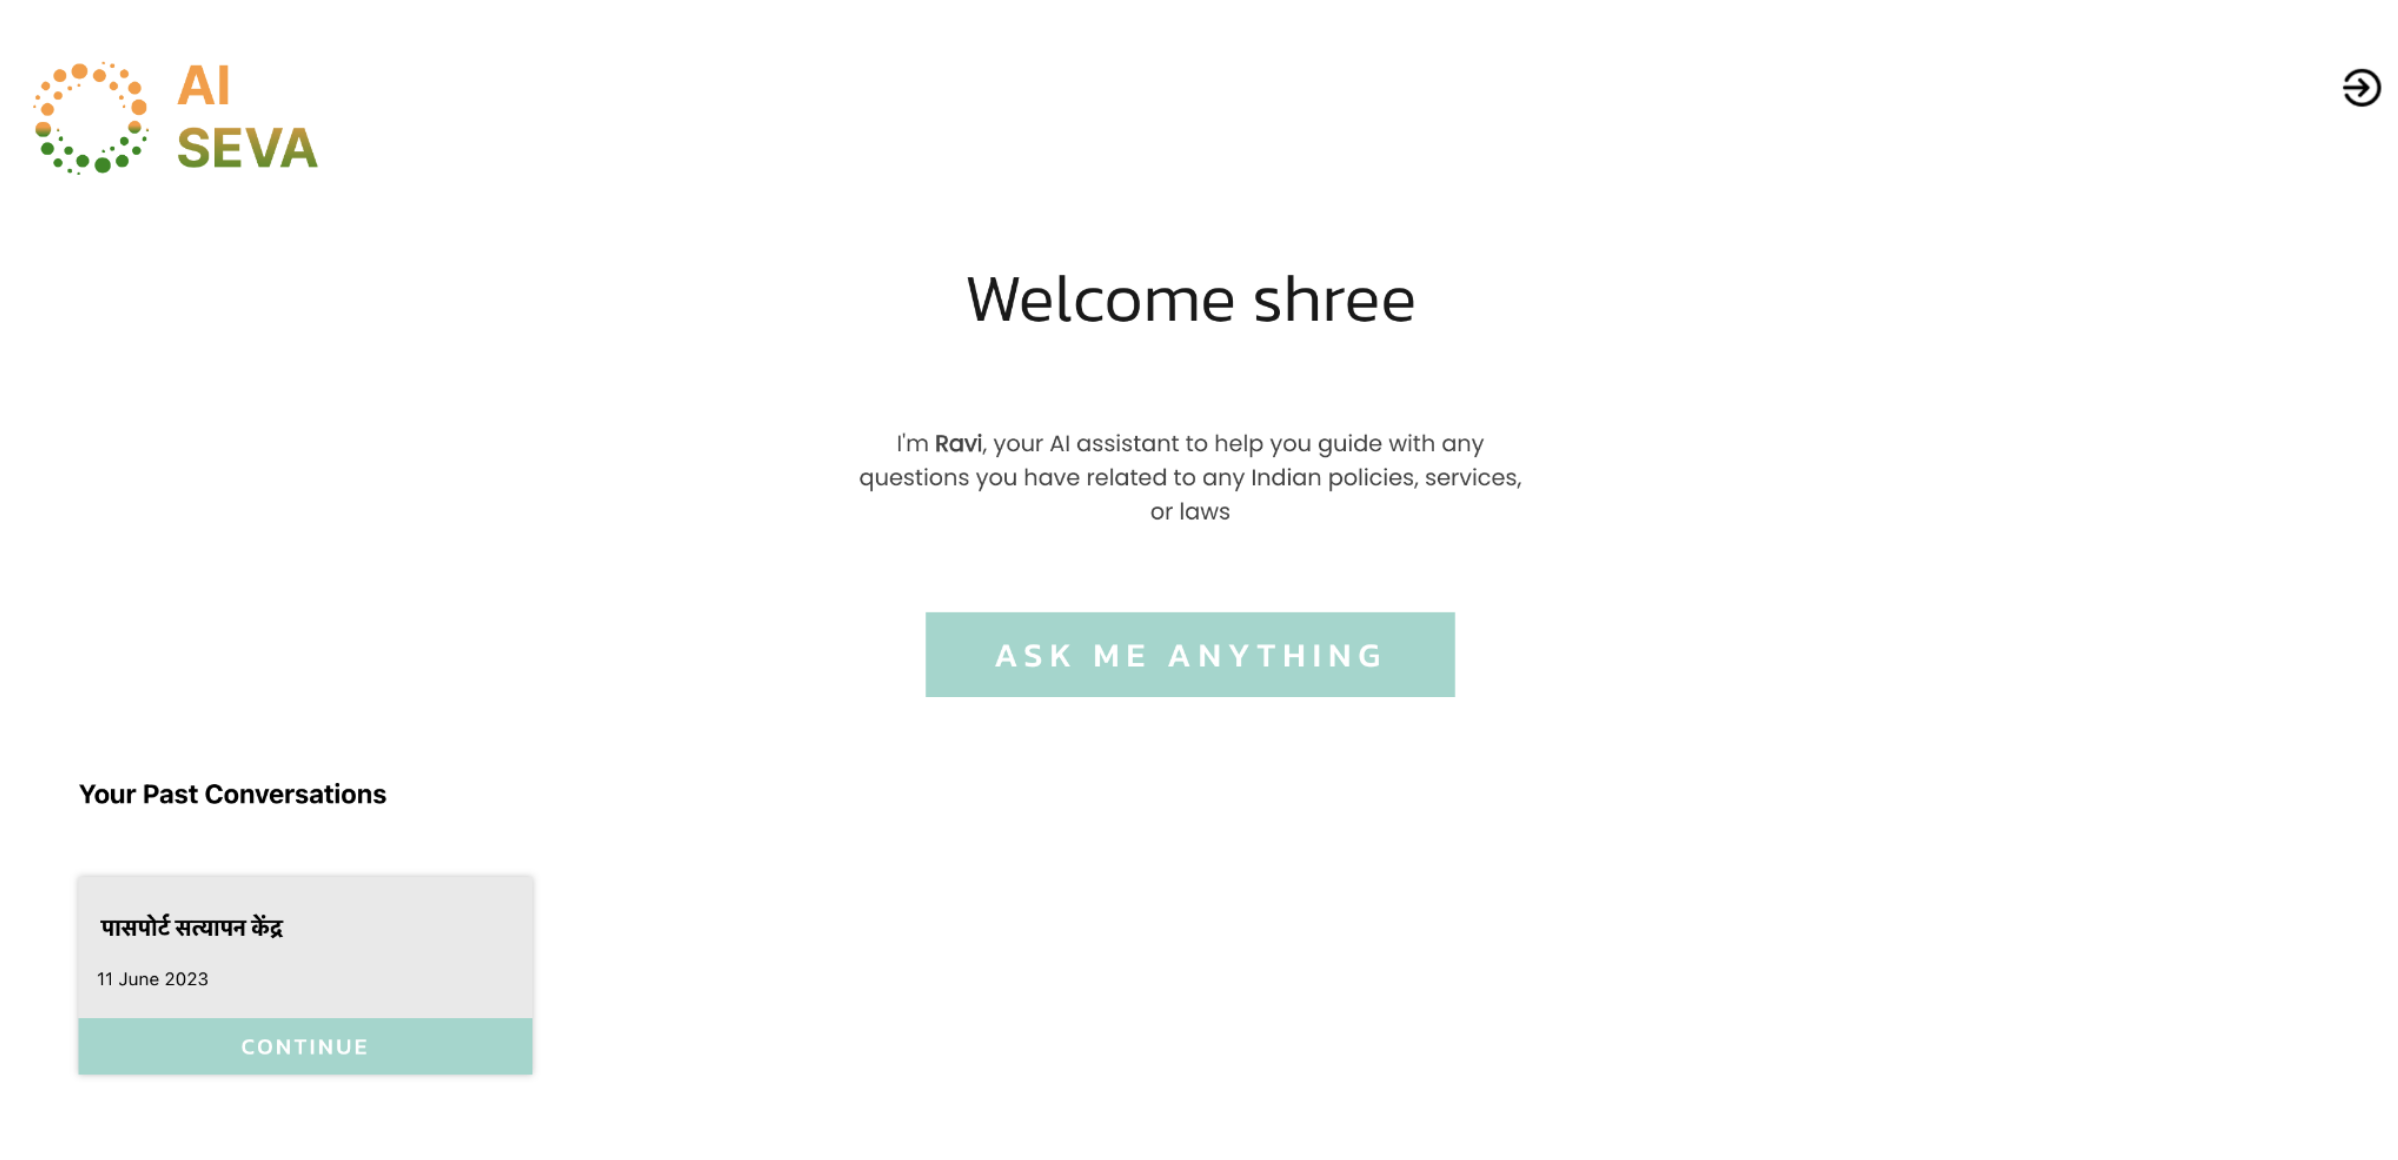 AI
SEVA
Welcome shree
I'm Ravi, your AI assistant to help you guide with any
questions you have related to any Indian policies, services,
or laws
ASK ME ANYTHING
Your Past Conversations
पासपोर्ट सत्यापन केंद्र
11 June 2023
CONTINUE